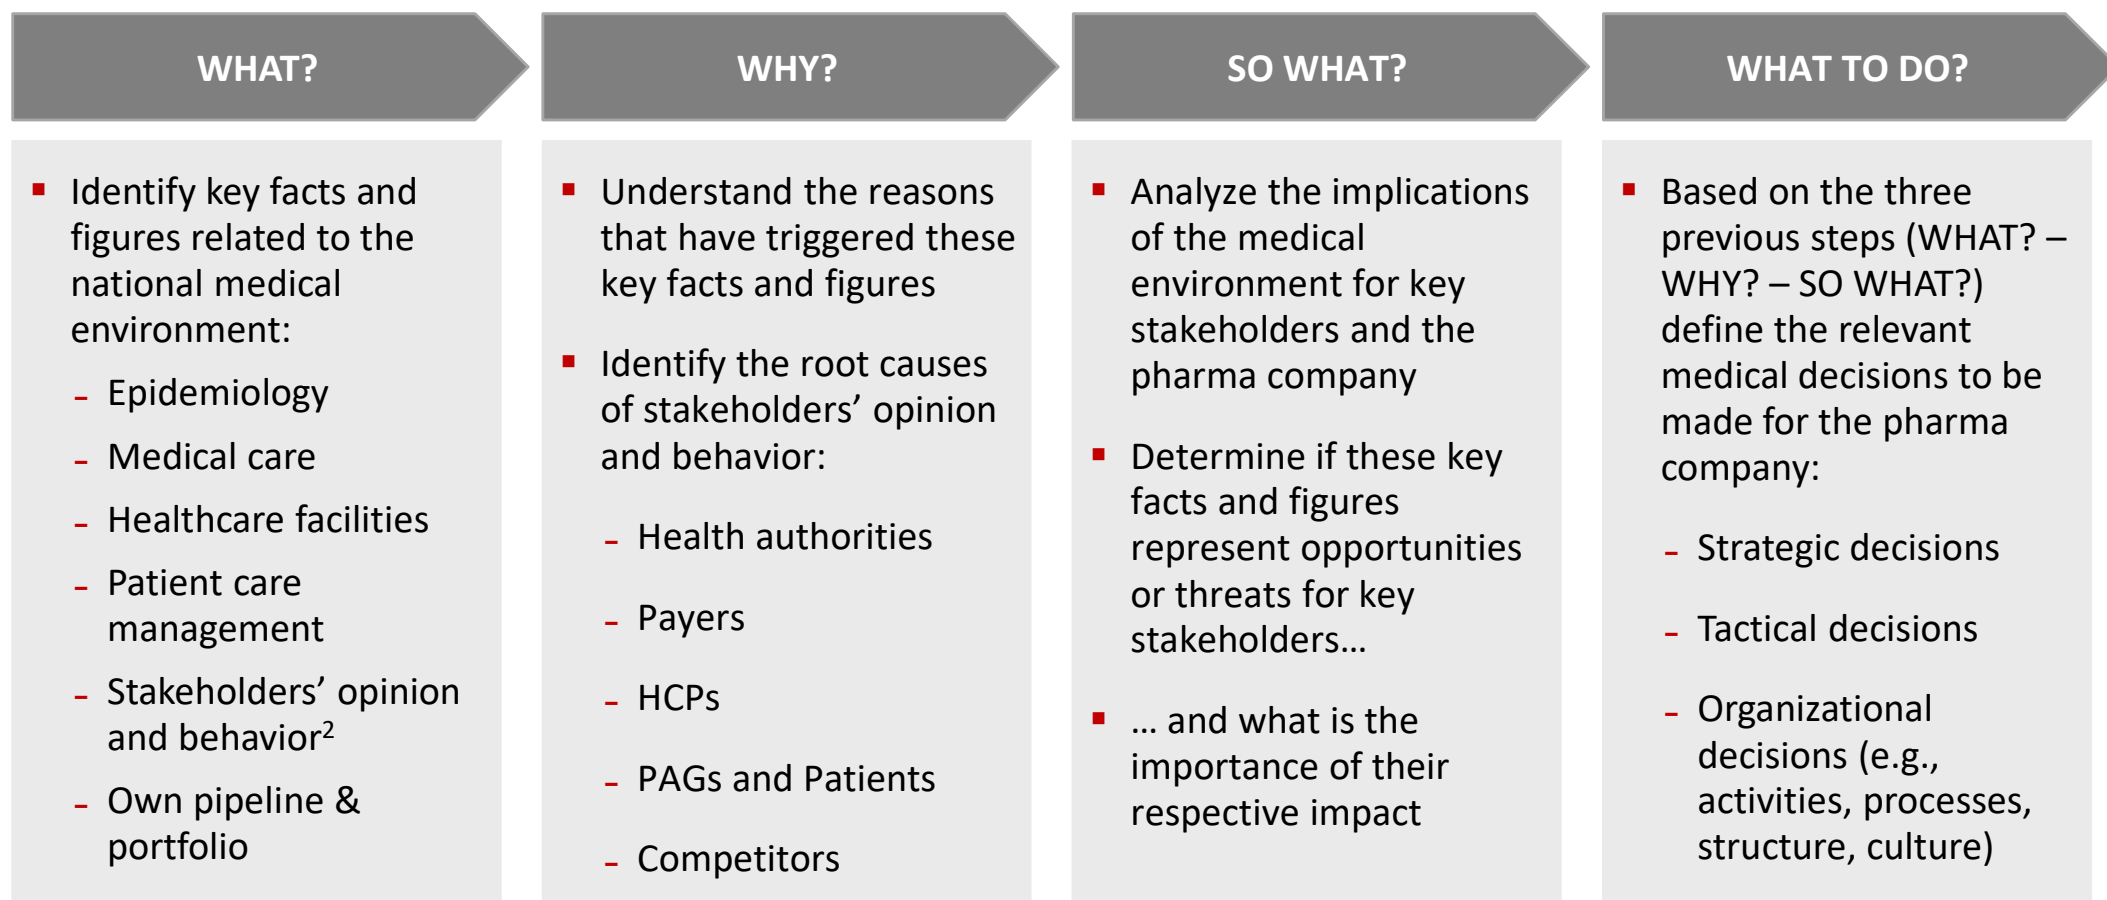 WHAT?
▪ Identify key facts and
figures related to the
national medical
environment:
- Epidemiology
- Medical care
- Healthcare facilities
- Patient care
management
- Stakeholders’ opinion
and behavior²
- Own pipeline &
portfolio
WHY?
▪ Understand the reasons
that have triggered these
key facts and figures
▪ Identify the root causes
of stakeholders’ opinion
and behavior:
- Health authorities
- Payers
- HCPs
- PAGs and Patients
- Competitors
SO WHAT?
▪ Analyze the implications
of the medical
environment for key
stakeholders and the
pharma company
▪ Determine if these key
facts and figures
represent opportunities
or threats for key
stakeholders…
▪ … and what is the
importance of their
respective impact
WHAT TO DO?
▪ Based on the three
previous steps (WHAT? –
WHY? – SO WHAT?)
define the relevant
medical decisions to be
made for the pharma
company:
- Strategic decisions
- Tactical decisions
- Organizational
decisions (e.g.,
activities, processes,
structure, culture)